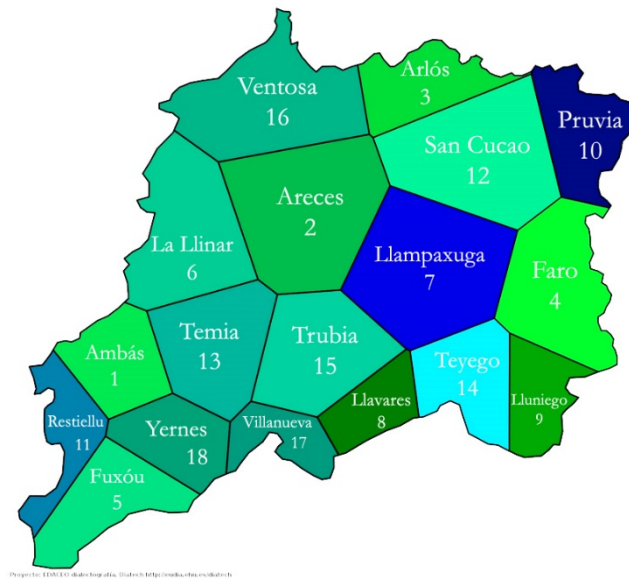 Ventosa
16
Arlós
3
Pruvia
10
San Cucao
12
Areces
2
La Llinar
6
Llampaxuga
7
Faro
4
Temia
13
Trubia
15
Ambás
1
Teyego
14
Llavares
8
Lluniego
9
Restiellu
11
Yernes
18
Villanueva
17
Fuxóu
5